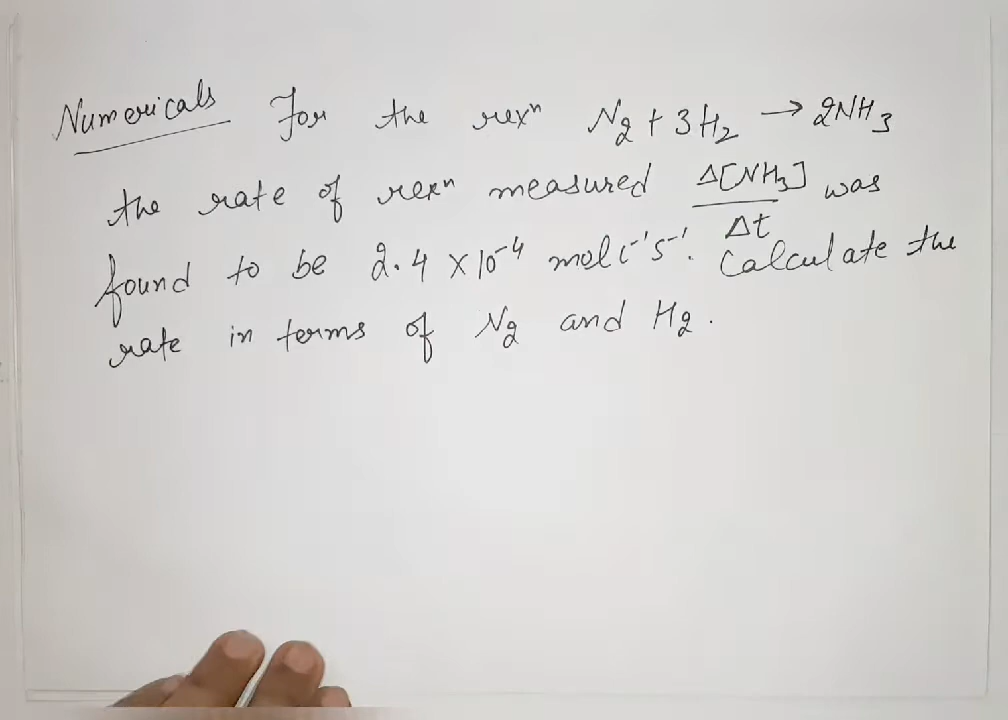 Numericals For the rexⁿ N₂ + 3H₂ → 2NH₃
the rate of rexⁿ measured Δ[NH₃]/Δt was
found to be 2.4 × 10⁻⁴ mol L⁻¹ s⁻¹. Calculate the
rate in terms of N₂ and H₂.